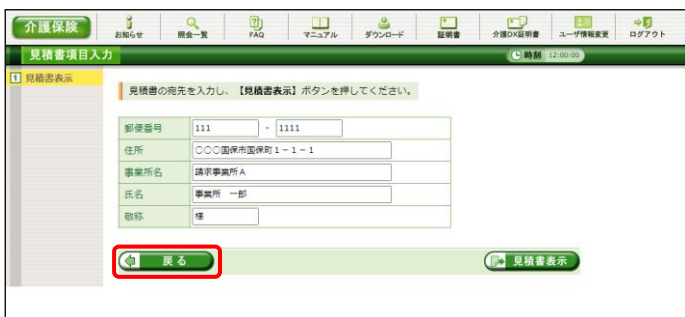 介護保険
お知らせ 照会一覧 FAQ マニュアル ダウンロード 証明書 介護DX証明書 ユーザ情報変更 ログアウト
見積書項目入力 時刻 12:00:00
1 見積書表示
見積書の宛先を入力し、【見積書表示】ボタンを押してください。
郵便番号 111 - 1111
住所 〇〇〇国保市国保町1－1－1
事業所名 請求事業所A
氏名 事業所 一郎
敬称 様
戻る 見積書表示